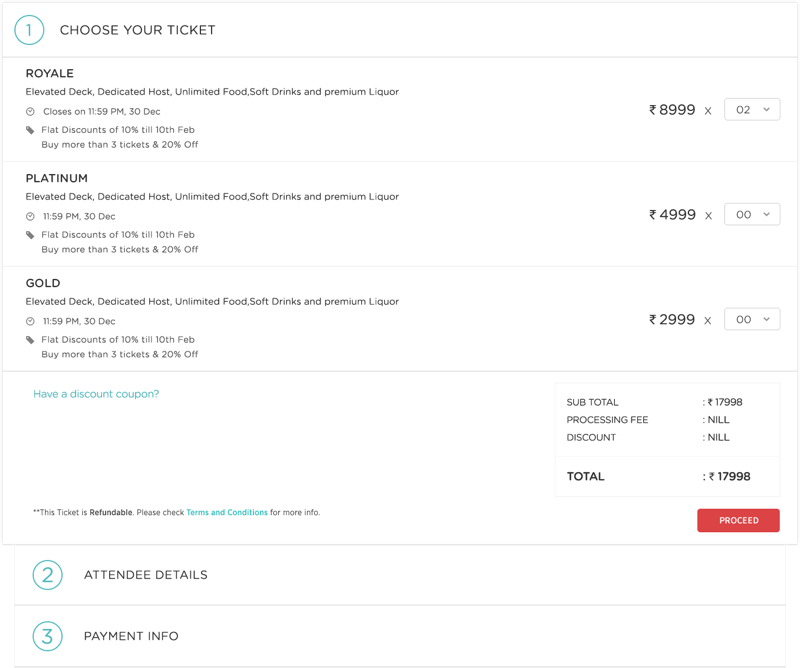 1 CHOOSE YOUR TICKET
ROYALE
Elevated Deck, Dedicated Host, Unlimited Food,Soft Drinks and premium Liquor
Closes on 11:59 PM, 30 Dec
₹ 8999 x 02
Flat Discounts of 10% till 10th Feb
Buy more than 3 tickets & 20% Off
PLATINUM
Elevated Deck, Dedicated Host, Unlimited Food,Soft Drinks and premium Liquor
11:59 PM, 30 Dec
₹ 4999 x 00
Flat Discounts of 10% till 10th Feb
Buy more than 3 tickets & 20% Off
GOLD
Elevated Deck, Dedicated Host, Unlimited Food,Soft Drinks and premium Liquor
11:59 PM, 30 Dec
₹ 2999 x 00
Flat Discounts of 10% till 10th Feb
Buy more than 3 tickets & 20% Off
Have a discount coupon?
SUB TOTAL : ₹ 17998
PROCESSING FEE : NILL
DISCOUNT : NILL
TOTAL : ₹ 17998
**This Ticket is Refundable. Please check Terms and Conditions for more info.
PROCEED
2 ATTENDEE DETAILS
3 PAYMENT INFO